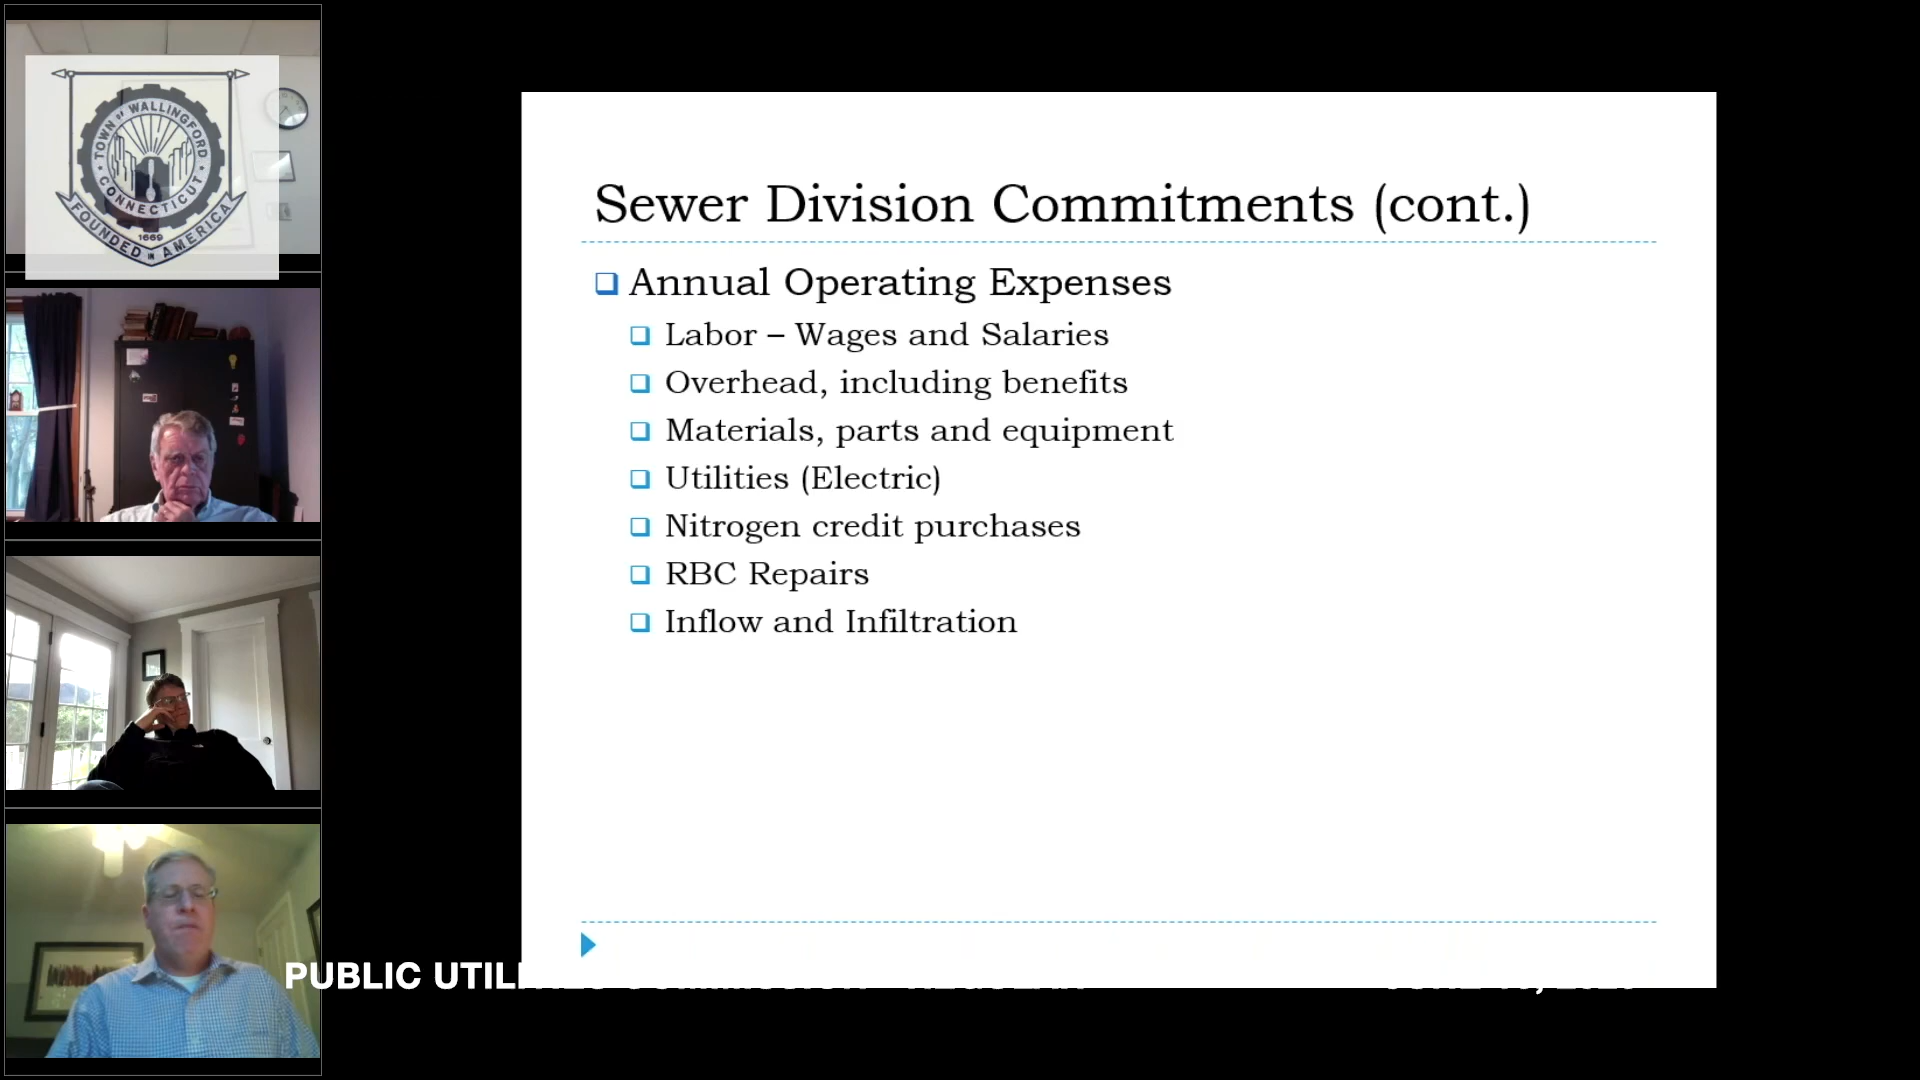 TOWN OF WALLINGFORD
CONNECTICUT
1669
FOUNDED IN AMERICA
Sewer Division Commitments (cont.)
Annual Operating Expenses
Labor – Wages and Salaries
Overhead, including benefits
Materials, parts and equipment
Utilities (Electric)
Nitrogen credit purchases
RBC Repairs
Inflow and Infiltration
PUBLIC